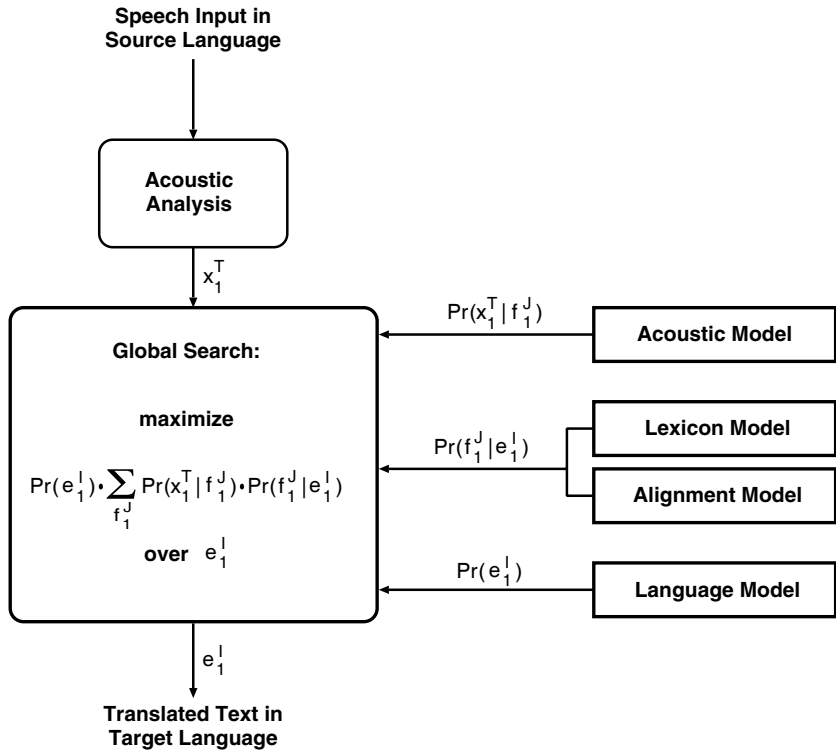 Speech Input in
Source Language
Acoustic
Analysis
x_1^T
Global Search:
maximize
Pr(e_1^I) • ∑_{f_1^J} Pr(x_1^T | f_1^J) • Pr(f_1^J | e_1^I)
over e_1^I
Pr(x_1^T | f_1^J)
Acoustic Model
Pr(f_1^J | e_1^I)
Lexicon Model
Alignment Model
Pr(e_1^I)
Language Model
e_1^I
Translated Text in
Target Language